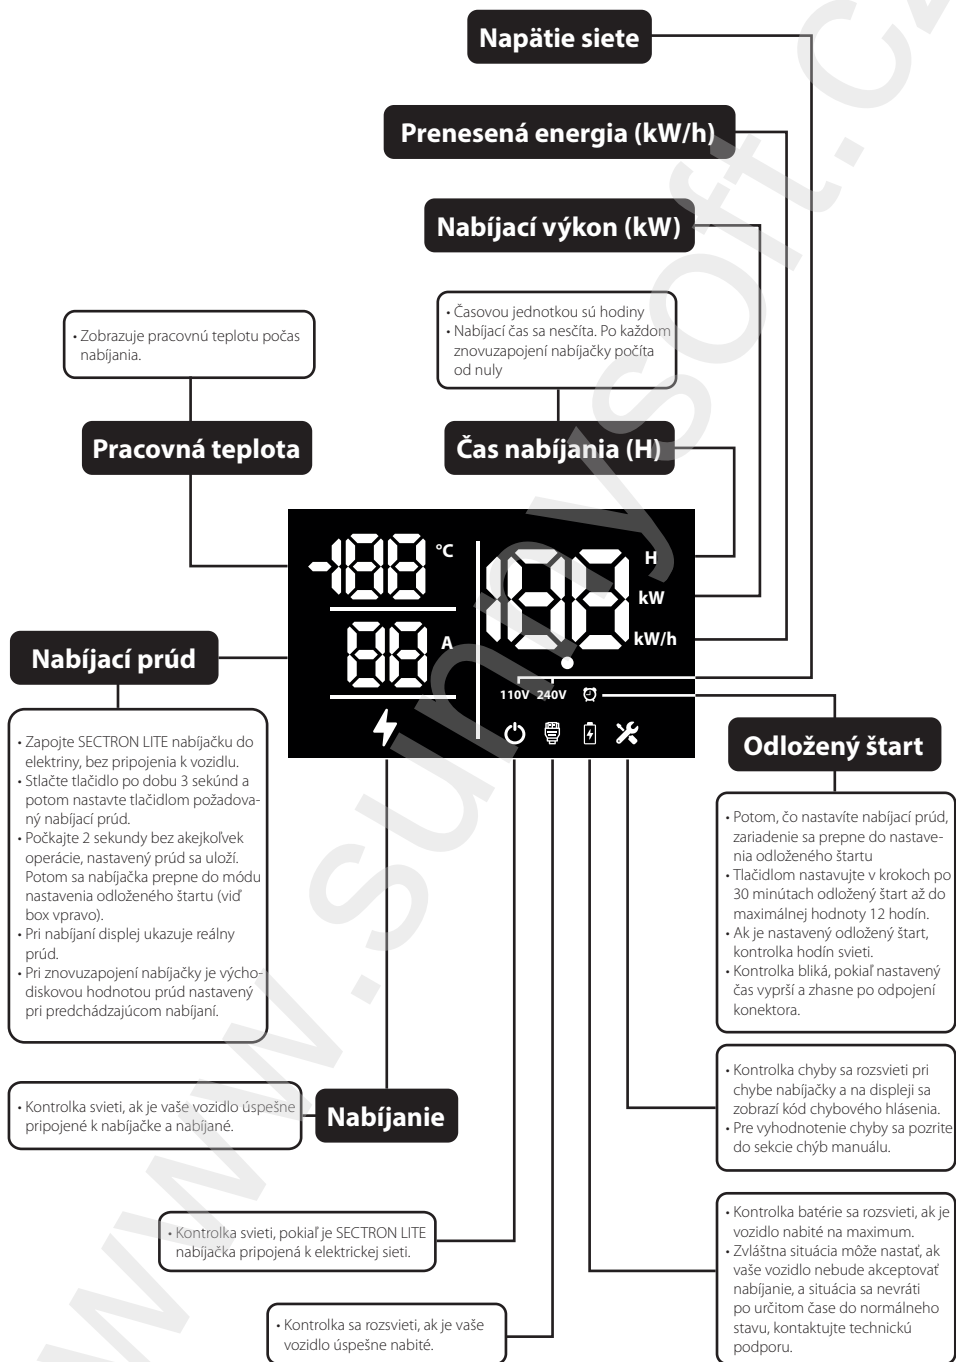 Napätie siete
Prenesená energia (kW/h)
Nabíjací výkon (kW)
• Časovou jednotkou sú hodiny
• Nabíjací čas sa nesčíta. Po každom
znovuzapojení nabíjačky počíta
od nuly
• Zobrazuje pracovnú teplotu počas
nabíjania.
Pracovná teplota
Čas nabíjania (H)
-188 °C
188
H
kW
kW/h
88 A
110V 240V
Nabíjací prúd
• Zapojte SECTRON LITE nabíjačku do
elektriny, bez pripojenia k vozidlu.
• Stlačte tlačidlo po dobu 3 sekúnd a
potom nastavte tlačidlom požadova-
ný nabíjací prúd.
• Počkajte 2 sekundy bez akejkoľvek
operácie, nastavený prúd sa uloží.
Potom sa nabíjačka prepne do módu
nastavenia odloženého štartu (viď
box vpravo).
• Pri nabíjaní displej ukazuje reálny
prúd.
• Pri znovuzapojení nabíjačky je výcho-
diskovou hodnotou prúd nastavený
pri predchádzajúcom nabíjaní.
Odložený štart
• Potom, čo nastavíte nabíjací prúd,
zariadenie sa prepne do nastave-
nia odloženého štartu
• Tlačidlom nastavujte v krokoch po
30 minútach odložený štart až do
maximálnej hodnoty 12 hodín.
• Ak je nastavený odložený štart,
kontrolka hodín svieti.
• Kontrolka bliká, pokiaľ nastavený
čas vyprší a zhasne po odpojení
konektora.
• Kontrolka chyby sa rozsvieti pri
chybe nabíjačky a na displeji sa
zobrazí kód chybového hlásenia.
• Pre vyhodnotenie chyby sa pozrite
do sekcie chýb manuálu.
• Kontrolka svieti, ak je vaše vozidlo úspešne
pripojené k nabíjačke a nabíjané.
Nabíjanie
• Kontrolka svieti, pokiaľ je SECTRON LITE
nabíjačka pripojená k elektrickej sieti.
• Kontrolka batérie sa rozsvieti, ak je
vozidlo nabité na maximum.
• Zvláštna situácia môže nastať, ak
vaše vozidlo nebude akceptovať
nabíjanie, a situácia sa nevráti
po určitom čase do normálneho
stavu, kontaktujte technickú
podporu.
• Kontrolka sa rozsvieti, ak je vaše
vozidlo úspešne nabité.
www.sunnysoft.cz